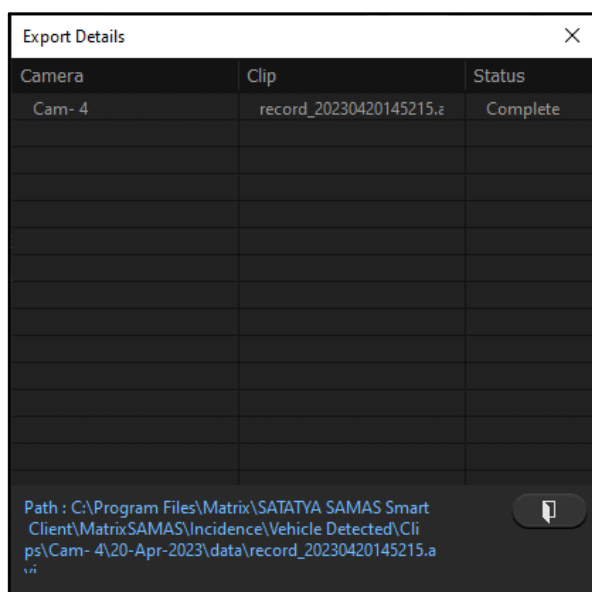 Export Details
Camera Clip Status
Cam- 4 record_20230420145215.a Complete
Path : C:\Program Files\Matrix\SATATYA SAMAS Smart
Client\MatrixSAMAS\Incidence\Vehicle Detected\Cli
ps\Cam- 4\20-Apr-2023\data\record_20230420145215.a
vi